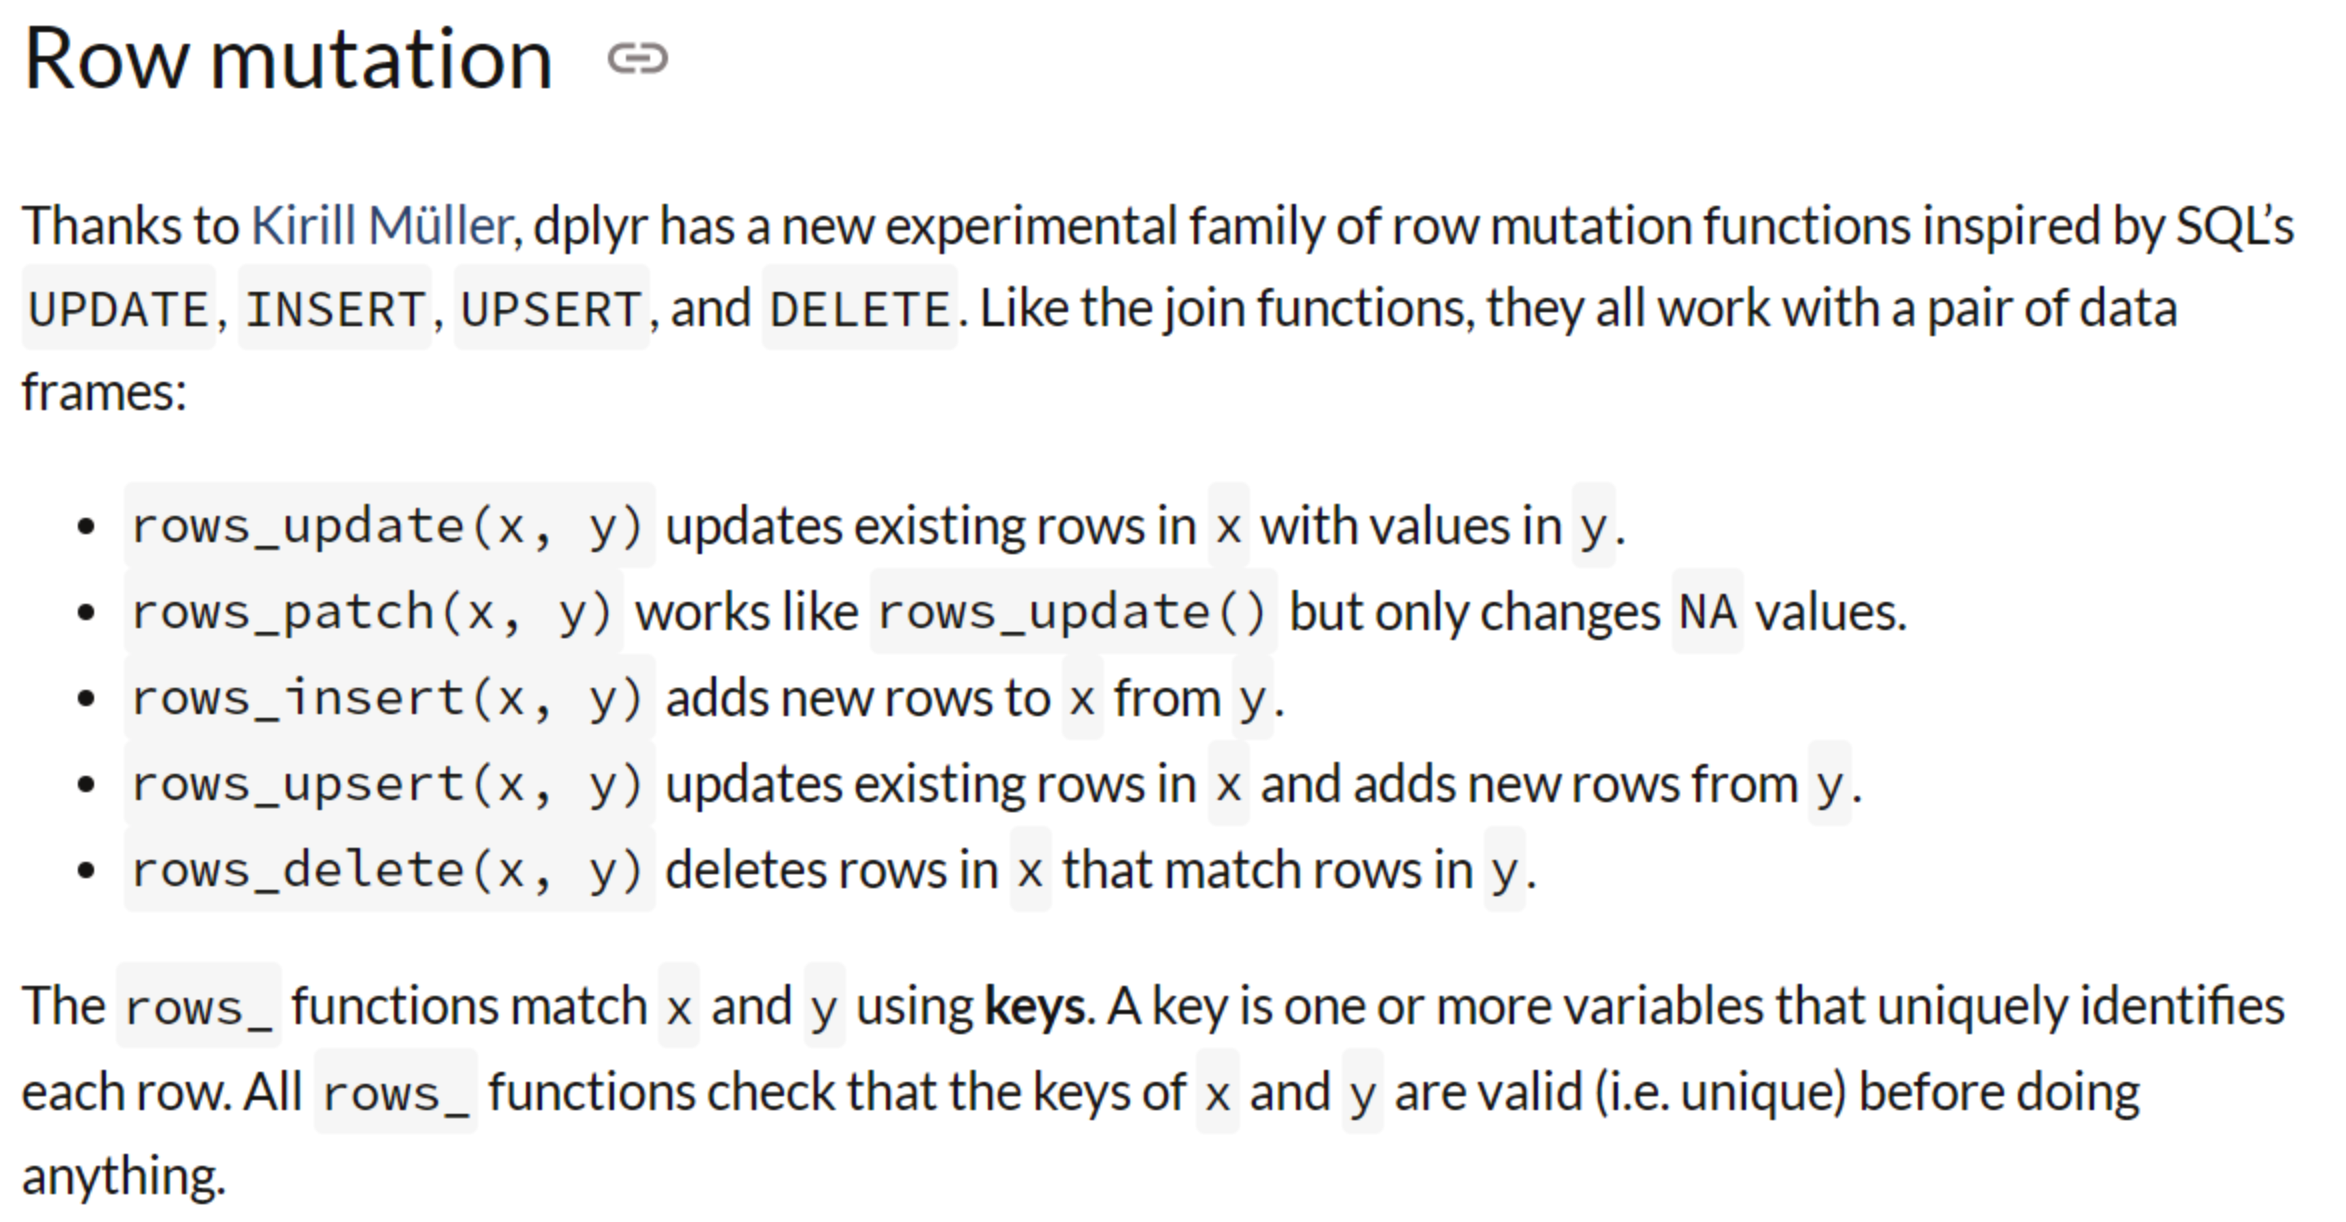 Row mutation
Thanks to Kirill Müller, dplyr has a new experimental family of row mutation functions inspired by SQL’s
UPDATE, INSERT, UPSERT, and DELETE. Like the join functions, they all work with a pair of data
frames:
• rows_update(x, y) updates existing rows in x with values in y.
• rows_patch(x, y) works like rows_update() but only changes NA values.
• rows_insert(x, y) adds new rows to x from y.
• rows_upsert(x, y) updates existing rows in x and adds new rows from y.
• rows_delete(x, y) deletes rows in x that match rows in y.
The rows_ functions match x and y using keys. A key is one or more variables that uniquely identifies
each row. All rows_ functions check that the keys of x and y are valid (i.e. unique) before doing
anything.